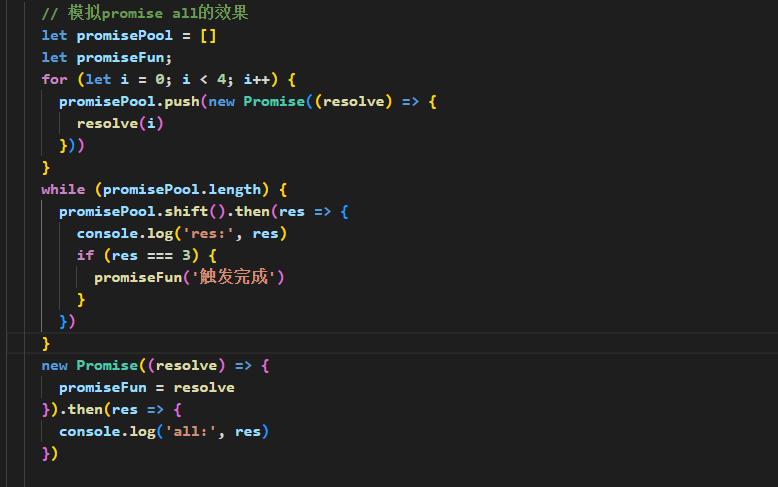 // 模拟promise all的效果
let promisePool = []
let promiseFun;
for (let i = 0; i < 4; i++) {
promisePool.push(new Promise((resolve) => {
resolve(i)
}))
}
while (promisePool.length) {
promisePool.shift().then(res => {
console.log('res:', res)
if (res === 3) {
promiseFun('触发完成')
}
})
}
new Promise((resolve) => {
promiseFun = resolve
}).then(res => {
console.log('all:', res)
})